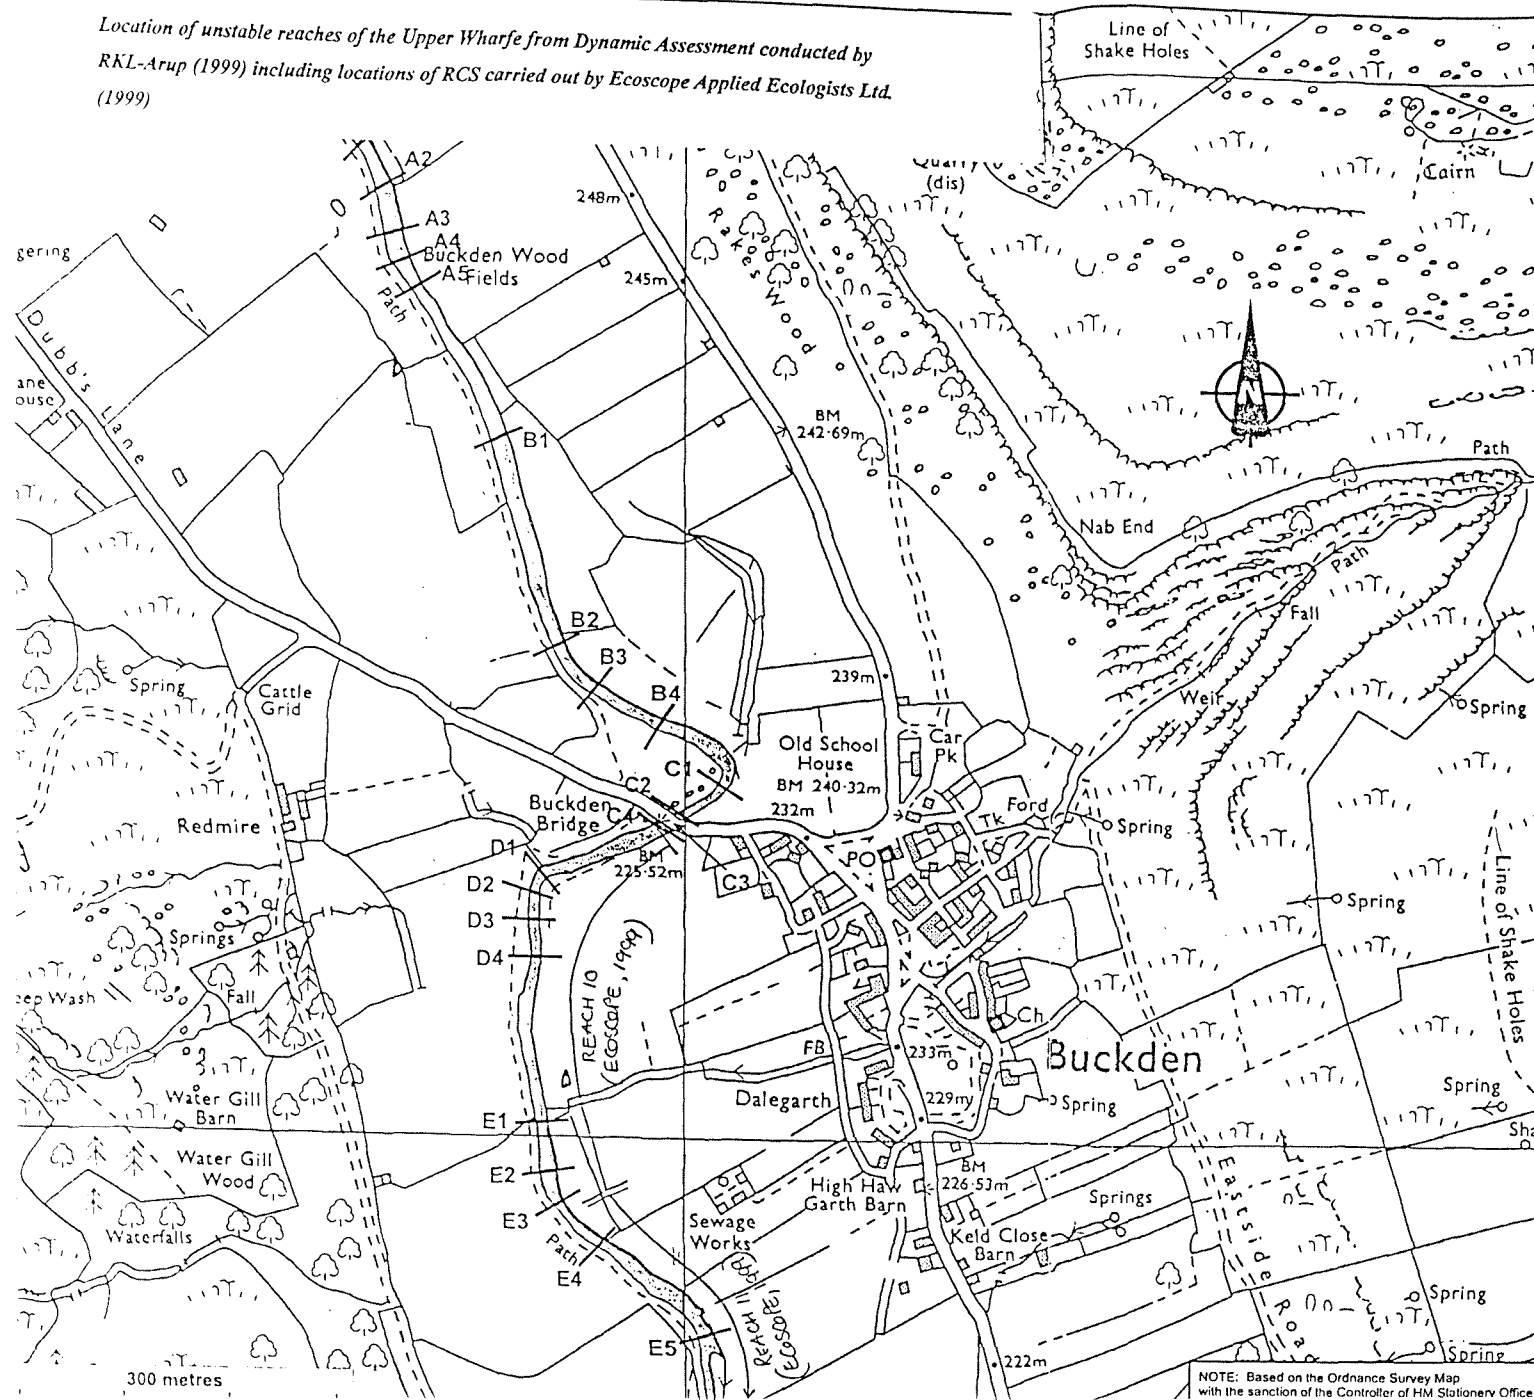 Location of unstable reaches of the Upper Wharfe from Dynamic Assessment conducted by
RKL-Arup (1999) including locations of RCS carried out by Ecoscope Applied Ecologists Ltd.
(1999)
Line of
Shake Holes
Quarry
(dis)
Cairn
A2
A3
A4
A5
Buckden Wood
Fields
Path
248m
245m
Rakes Wood
gering
Dubb's Lane
ane
ouse
B1
BM
242·69m
N
Path
Nab End
Path
Fall
Weir
Spring
B2
B3
B4
239m
Spring
Cattle
Grid
Car
Pk
Old School
House
BM 240·32m
232m
C1
C2
C4
C3
Buckden
Bridge
BM
225·52m
Redmire
Ford
Tk
Spring
PO
D1
D2
D3
D4
Spring
Line of Shake Holes
Springs
eep Wash
Fall
REACH 10
(ECOSCOPE, 1999)
Ch
FB
233m
Buckden
Water Gill
Barn
Dalegarth
229m
Spring
Spring
Sha
E1
E2
E3
E4
E5
Water Gill
Wood
BM
226·53m
High Haw
Garth Barn
Springs
Sewage
Works
Keld Close
Barn
Waterfalls
Path
Eastside Road
Spring
REACH 11
(ECOSCOPE, 1999)
Spring
222m
300 metres
NOTE: Based on the Ordnance Survey Map
with the sanction of the Controller of HM Stationery Office